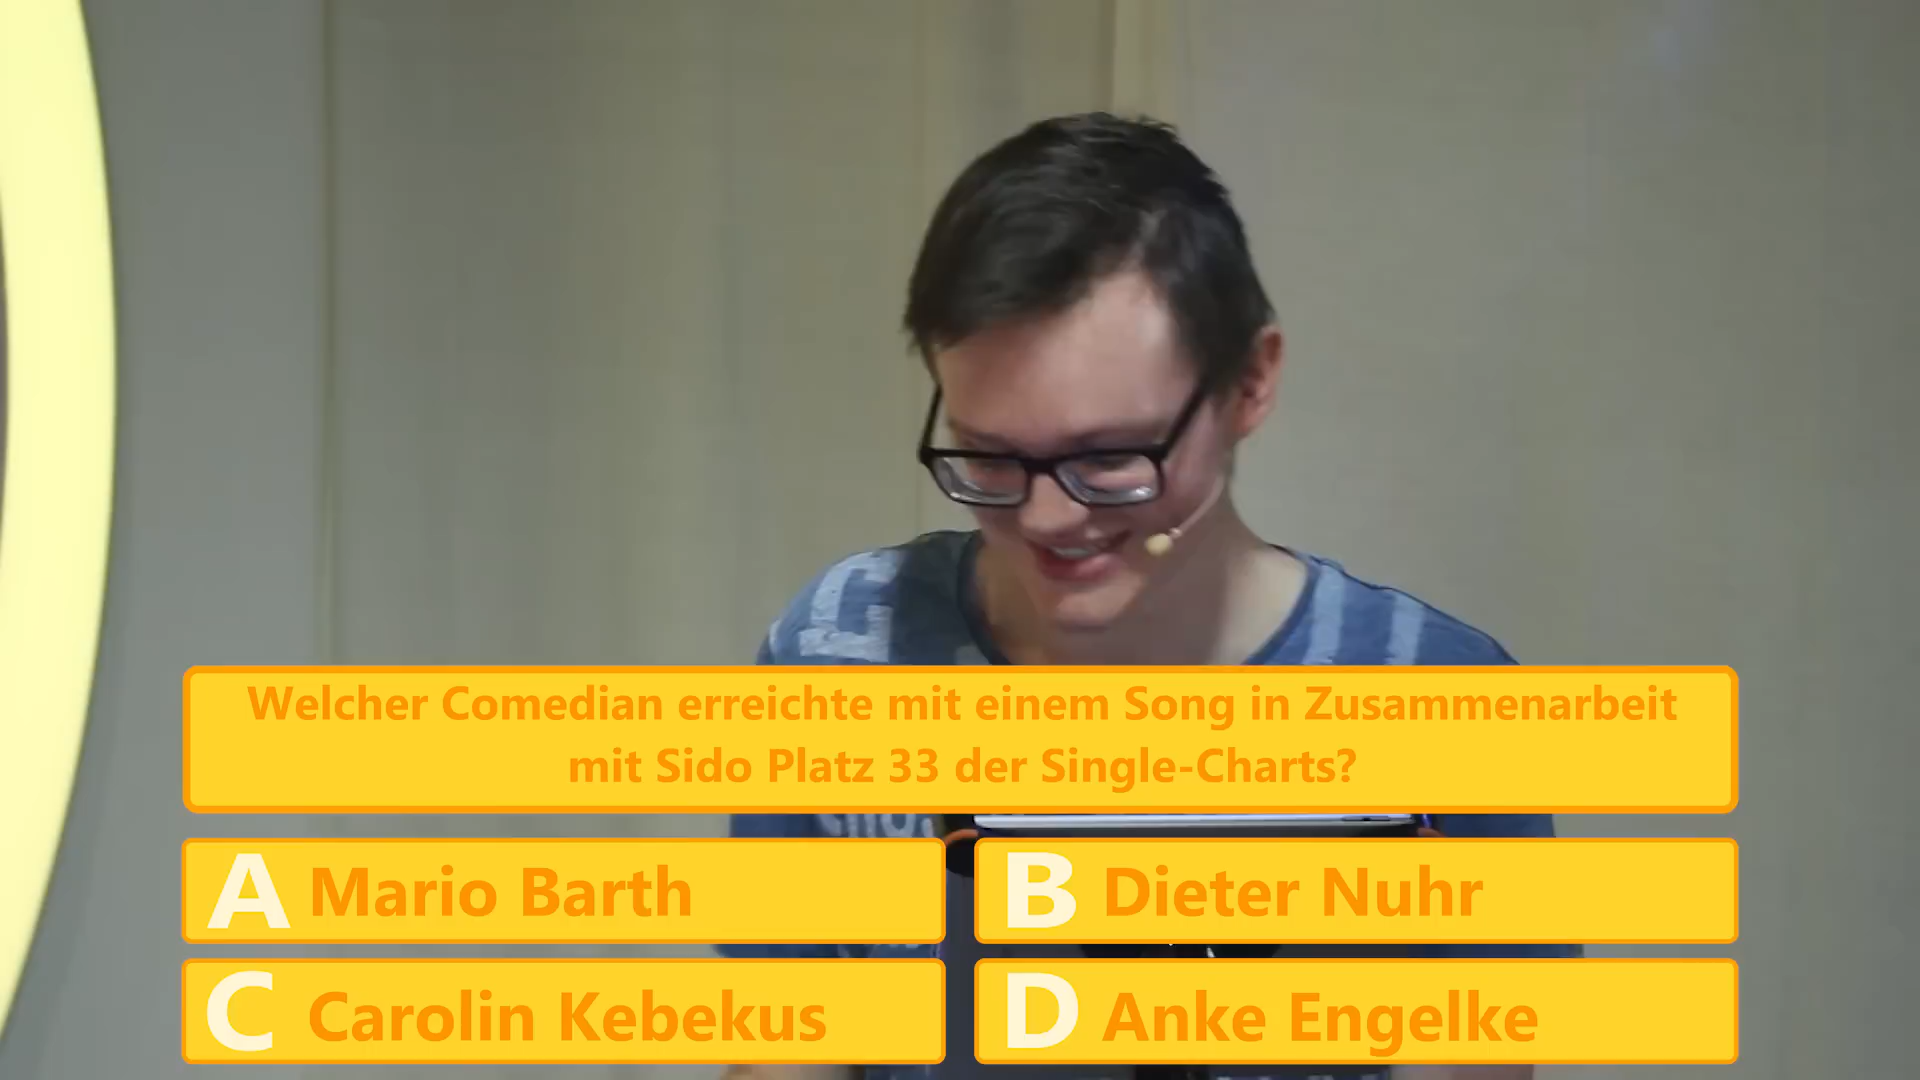 Welcher Comedian erreichte mit einem Song in Zusammenarbeit
mit Sido Platz 33 der Single-Charts?
A Mario Barth
B Dieter Nuhr
C Carolin Kebekus
D Anke Engelke